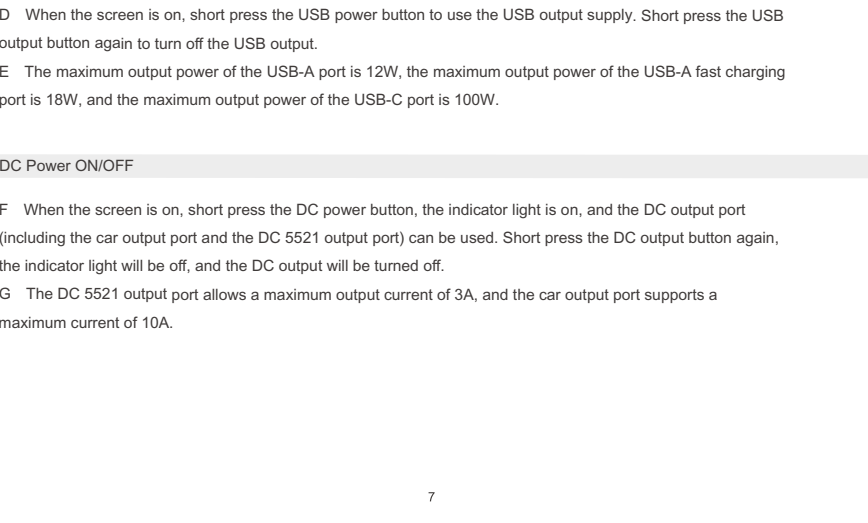 D When the screen is on, short press the USB power button to use the USB output supply. Short press the USB
output button again to turn off the USB output.
E The maximum output power of the USB-A port is 12W, the maximum output power of the USB-A fast charging
port is 18W, and the maximum output power of the USB-C port is 100W.
DC Power ON/OFF
F When the screen is on, short press the DC power button, the indicator light is on, and the DC output port
(including the car output port and the DC 5521 output port) can be used. Short press the DC output button again,
the indicator light will be off, and the DC output will be turned off.
G The DC 5521 output port allows a maximum output current of 3A, and the car output port supports a
maximum current of 10A.
7